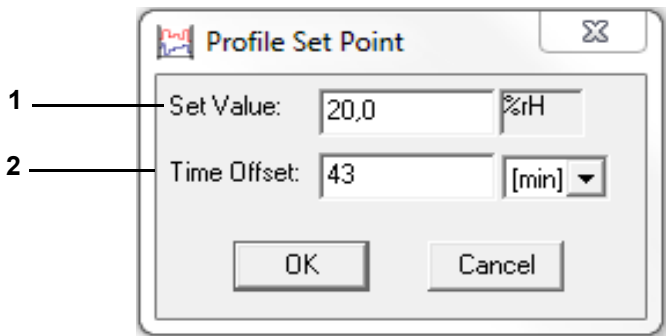 Profile Set Point
1 Set Value: 20,0 %rH
2 Time Offset: 43 [min]
OK Cancel